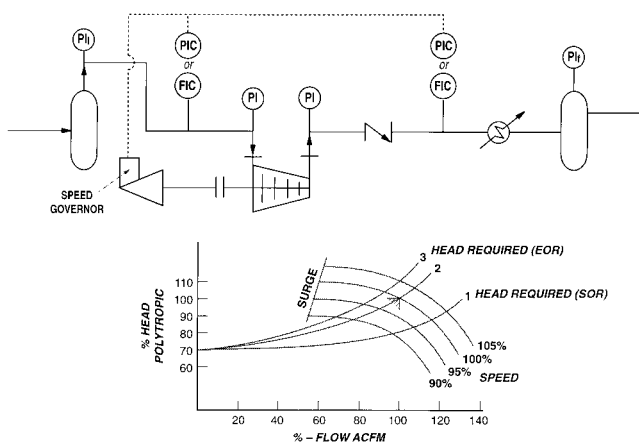 PI₁
PIC
or
FIC
PI
PI
PIC
or
FIC
PIf
SPEED
GOVERNOR
3 HEAD REQUIRED (EOR)
2
1 HEAD REQUIRED (SOR)
SURGE
% HEAD
POLYTROPIC
110
100
90
80
70
60
105%
100%
95% SPEED
90%
20
40
60
80
100
120
140
% – FLOW ACFM